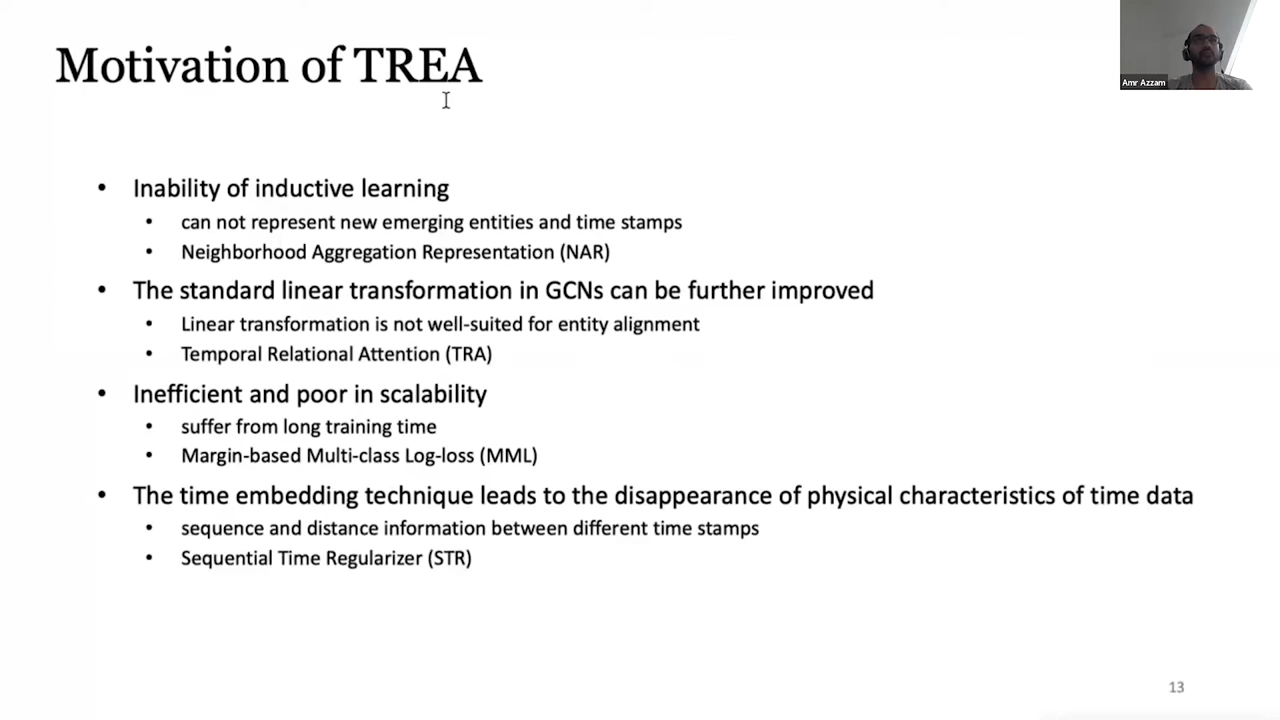 Motivation of TREA
Amr Azzam
• Inability of inductive learning
• can not represent new emerging entities and time stamps
• Neighborhood Aggregation Representation (NAR)
• The standard linear transformation in GCNs can be further improved
• Linear transformation is not well-suited for entity alignment
• Temporal Relational Attention (TRA)
• Inefficient and poor in scalability
• suffer from long training time
• Margin-based Multi-class Log-loss (MML)
• The time embedding technique leads to the disappearance of physical characteristics of time data
• sequence and distance information between different time stamps
• Sequential Time Regularizer (STR)
13